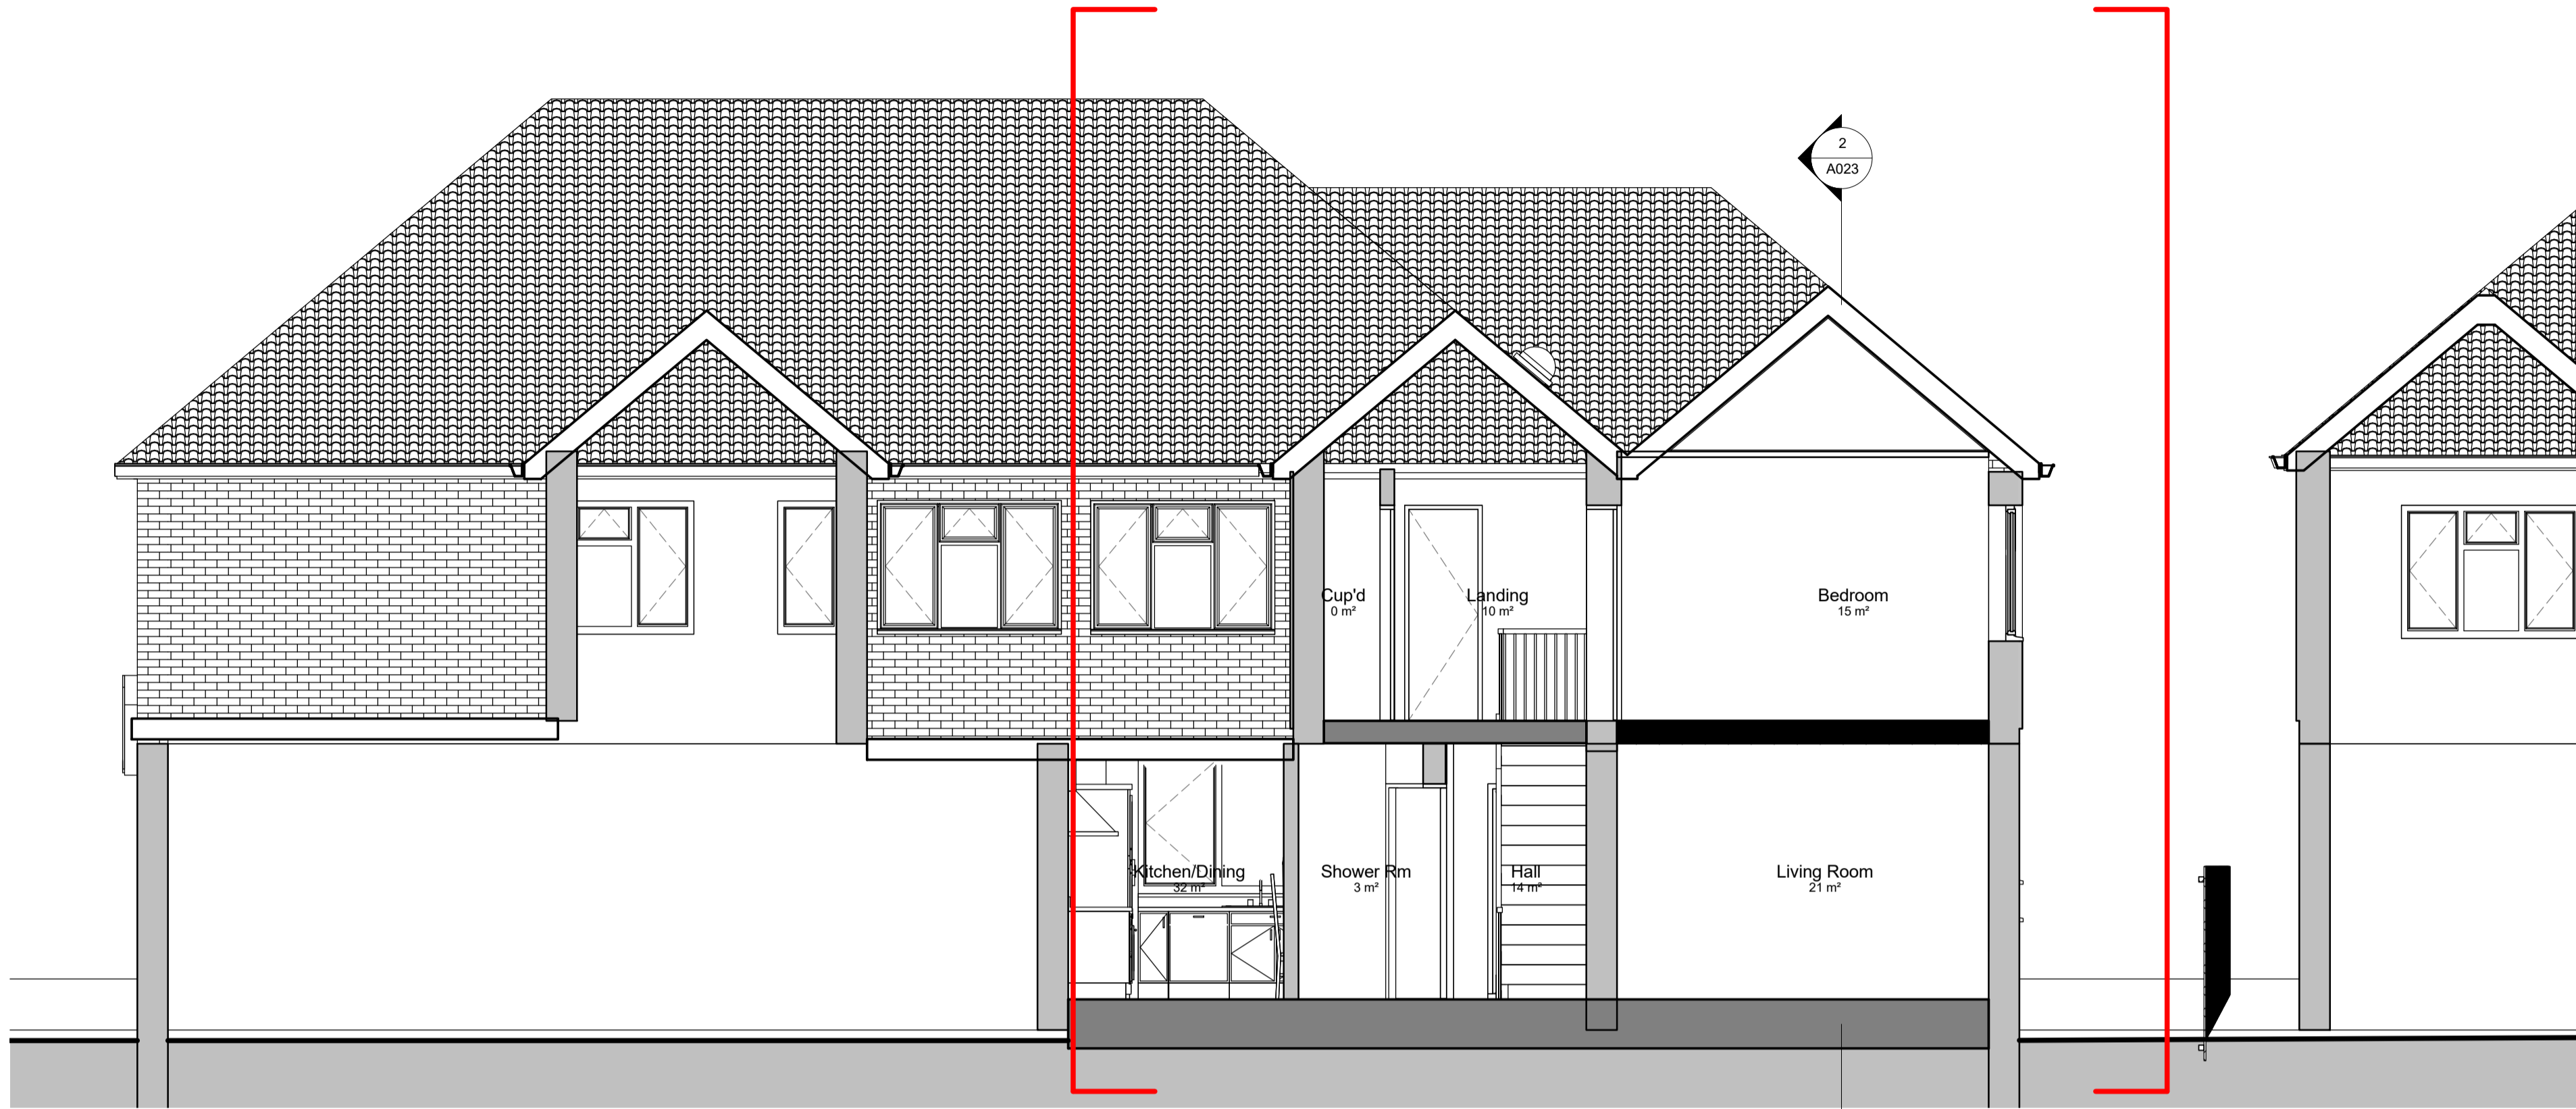 2
A023
Cup'd
0 m²
Landing
10 m²
Bedroom
15 m²
Kitchen/Dining
32 m²
Shower Rm
3 m²
Hall
14 m²
Living Room
21 m²